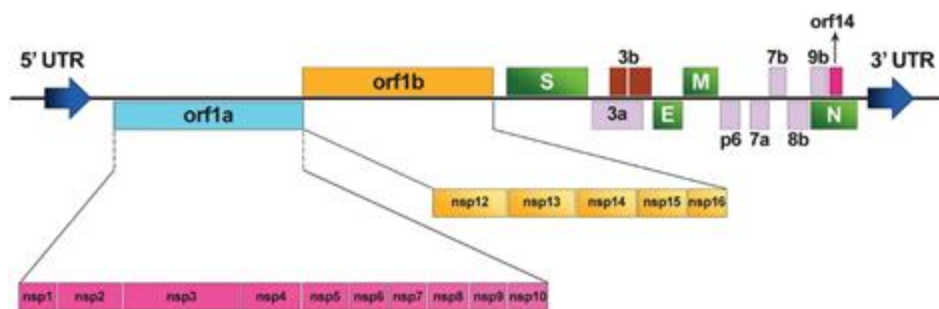 orf14
5' UTR
3b
7b
9b
3' UTR
orf1b
S
M
orf1a
3a
E
p6
7a
8b
N
nsp12
nsp13
nsp14
nsp15
nsp16
nsp1
nsp2
nsp3
nsp4
nsp5
nsp6
nsp7
nsp8
nsp9
nsp10